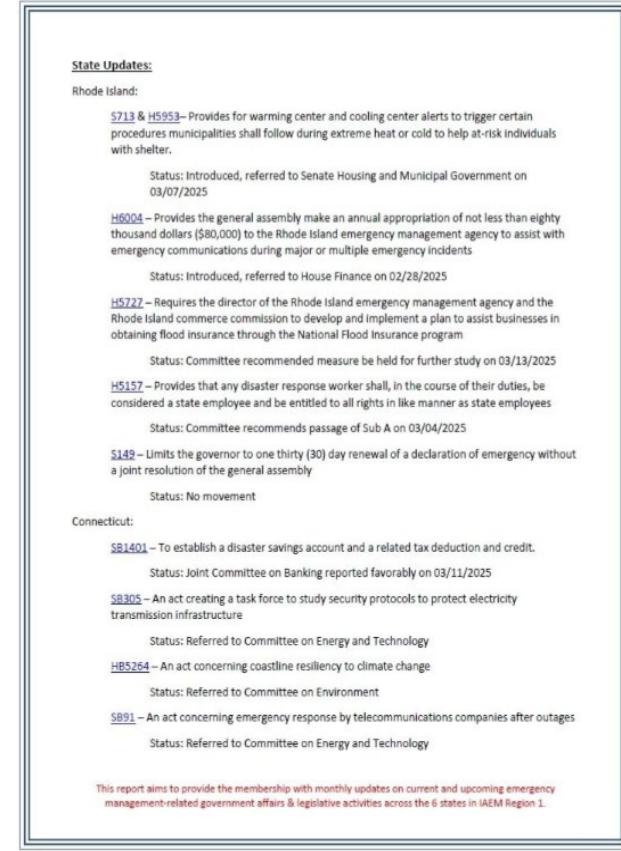 State Updates:
Rhode Island:
S713 & H5953– Provides for warming center and cooling center alerts to trigger certain
procedures municipalities shall follow during extreme heat or cold to help at-risk individuals
with shelter.
Status: Introduced, referred to Senate Housing and Municipal Government on
03/07/2025
H6004 – Provides the general assembly make an annual appropriation of not less than eighty
thousand dollars ($80,000) to the Rhode Island emergency management agency to assist with
emergency communications during major or multiple emergency incidents
Status: Introduced, referred to House Finance on 02/28/2025
H5727 – Requires the director of the Rhode Island emergency management agency and the
Rhode Island commerce commission to develop and implement a plan to assist businesses in
obtaining flood insurance through the National Flood Insurance program
Status: Committee recommended measure be held for further study on 03/13/2025
H5157 – Provides that any disaster response worker shall, in the course of their duties, be
considered a state employee and be entitled to all rights in like manner as state employees
Status: Committee recommends passage of Sub A on 03/04/2025
S149 – Limits the governor to one thirty (30) day renewal of a declaration of emergency without
a joint resolution of the general assembly
Status: No movement
Connecticut:
SB1401 – To establish a disaster savings account and a related tax deduction and credit.
Status: Joint Committee on Banking reported favorably on 03/11/2025
SB305 – An act creating a task force to study security protocols to protect electricity
transmission infrastructure
Status: Referred to Committee on Energy and Technology
HB5264 – An act concerning coastline resiliency to climate change
Status: Referred to Committee on Environment
SB91 – An act concerning emergency response by telecommunications companies after outages
Status: Referred to Committee on Energy and Technology
This report aims to provide the membership with monthly updates on current and upcoming emergency
management-related government affairs & legislative activities across the 6 states in IAEM Region 1.